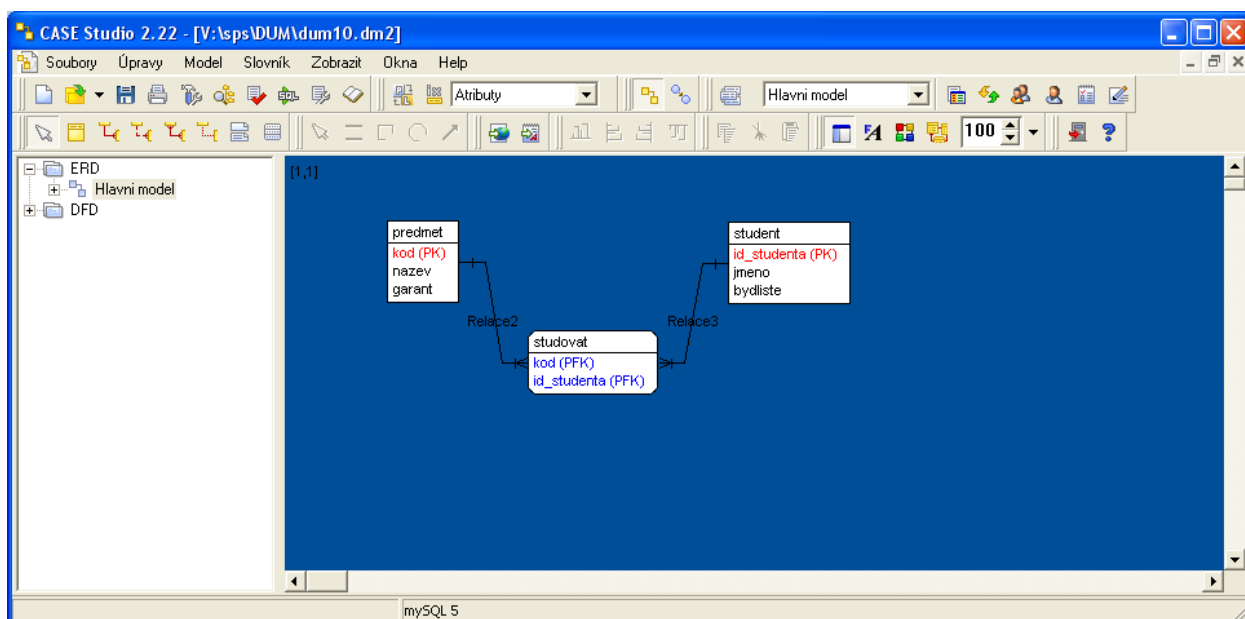 CASE Studio 2.22 - [V:\sps\DUM\dum10.dm2]
Soubory Úpravy Model Slovník Zobrazit Okna Help
Atributy Hlavni model
100
ERD
Hlavni model
DFD
[1,1]
predmet
kod (PK)
nazev
garant
student
id_studenta (PK)
jmeno
bydliste
Relace2
Relace3
studovat
kod (PFK)
id_studenta (PFK)
mySQL 5